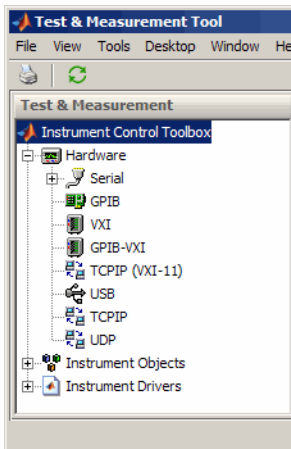 Test & Measurement Tool
File View Tools Desktop Window He
Test & Measurement
Instrument Control Toolbox
Hardware
Serial
GPIB
VXI
GPIB-VXI
TCPIP (VXI-11)
USB
TCPIP
UDP
Instrument Objects
Instrument Drivers